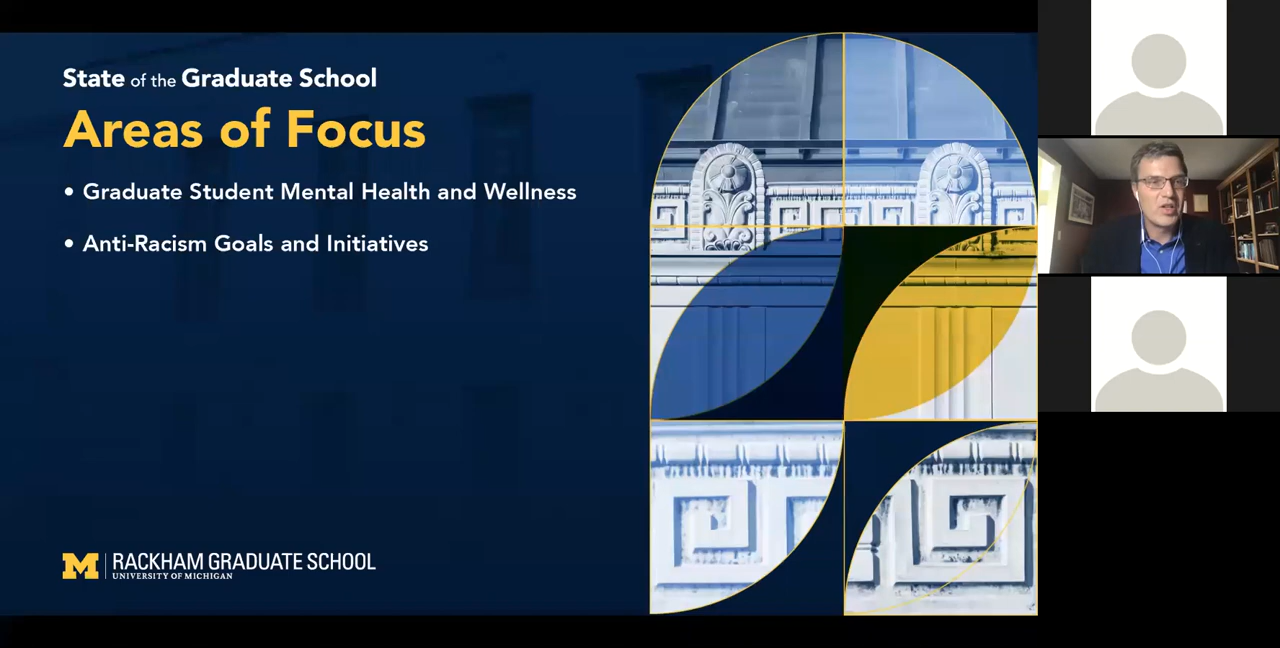 State of the Graduate School
Areas of Focus
• Graduate Student Mental Health and Wellness
• Anti-Racism Goals and Initiatives
M RACKHAM GRADUATE SCHOOL
UNIVERSITY OF MICHIGAN